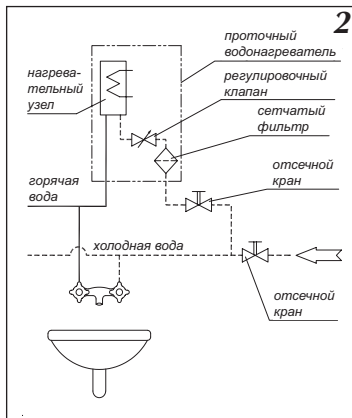 2
проточный
водонагреватель
нагрева-
тельный
узел
регулировочный
клапан
сетчатый
фильтр
отсечной
кран
горячая
вода
холодная вода
отсечной
кран